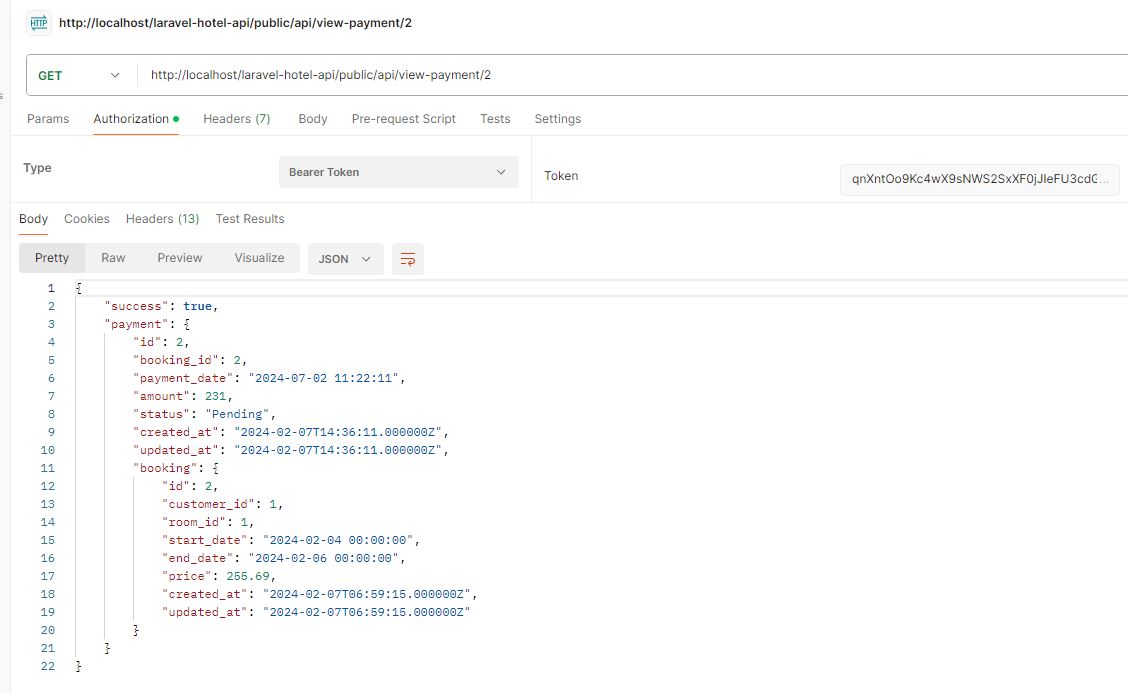 HTTP http://localhost/laravel-hotel-api/public/api/view-payment/2
GET http://localhost/laravel-hotel-api/public/api/view-payment/2
Params Authorization Headers (7) Body Pre-request Script Tests Settings
Type Bearer Token Token qnXntOo9Kc4wX9sNWS2SxXF0jJIeFU3cdG...
Body Cookies Headers (13) Test Results
Pretty Raw Preview Visualize JSON
1 {
2 "success": true,
3 "payment": {
4 "id": 2,
5 "booking_id": 2,
6 "payment_date": "2024-07-02 11:22:11",
7 "amount": 231,
8 "status": "Pending",
9 "created_at": "2024-02-07T14:36:11.000000Z",
10 "updated_at": "2024-02-07T14:36:11.000000Z",
11 "booking": {
12 "id": 2,
13 "customer_id": 1,
14 "room_id": 1,
15 "start_date": "2024-02-04 00:00:00",
16 "end_date": "2024-02-06 00:00:00",
17 "price": 255.69,
18 "created_at": "2024-02-07T06:59:15.000000Z",
19 "updated_at": "2024-02-07T06:59:15.000000Z"
20 }
21 }
22 }